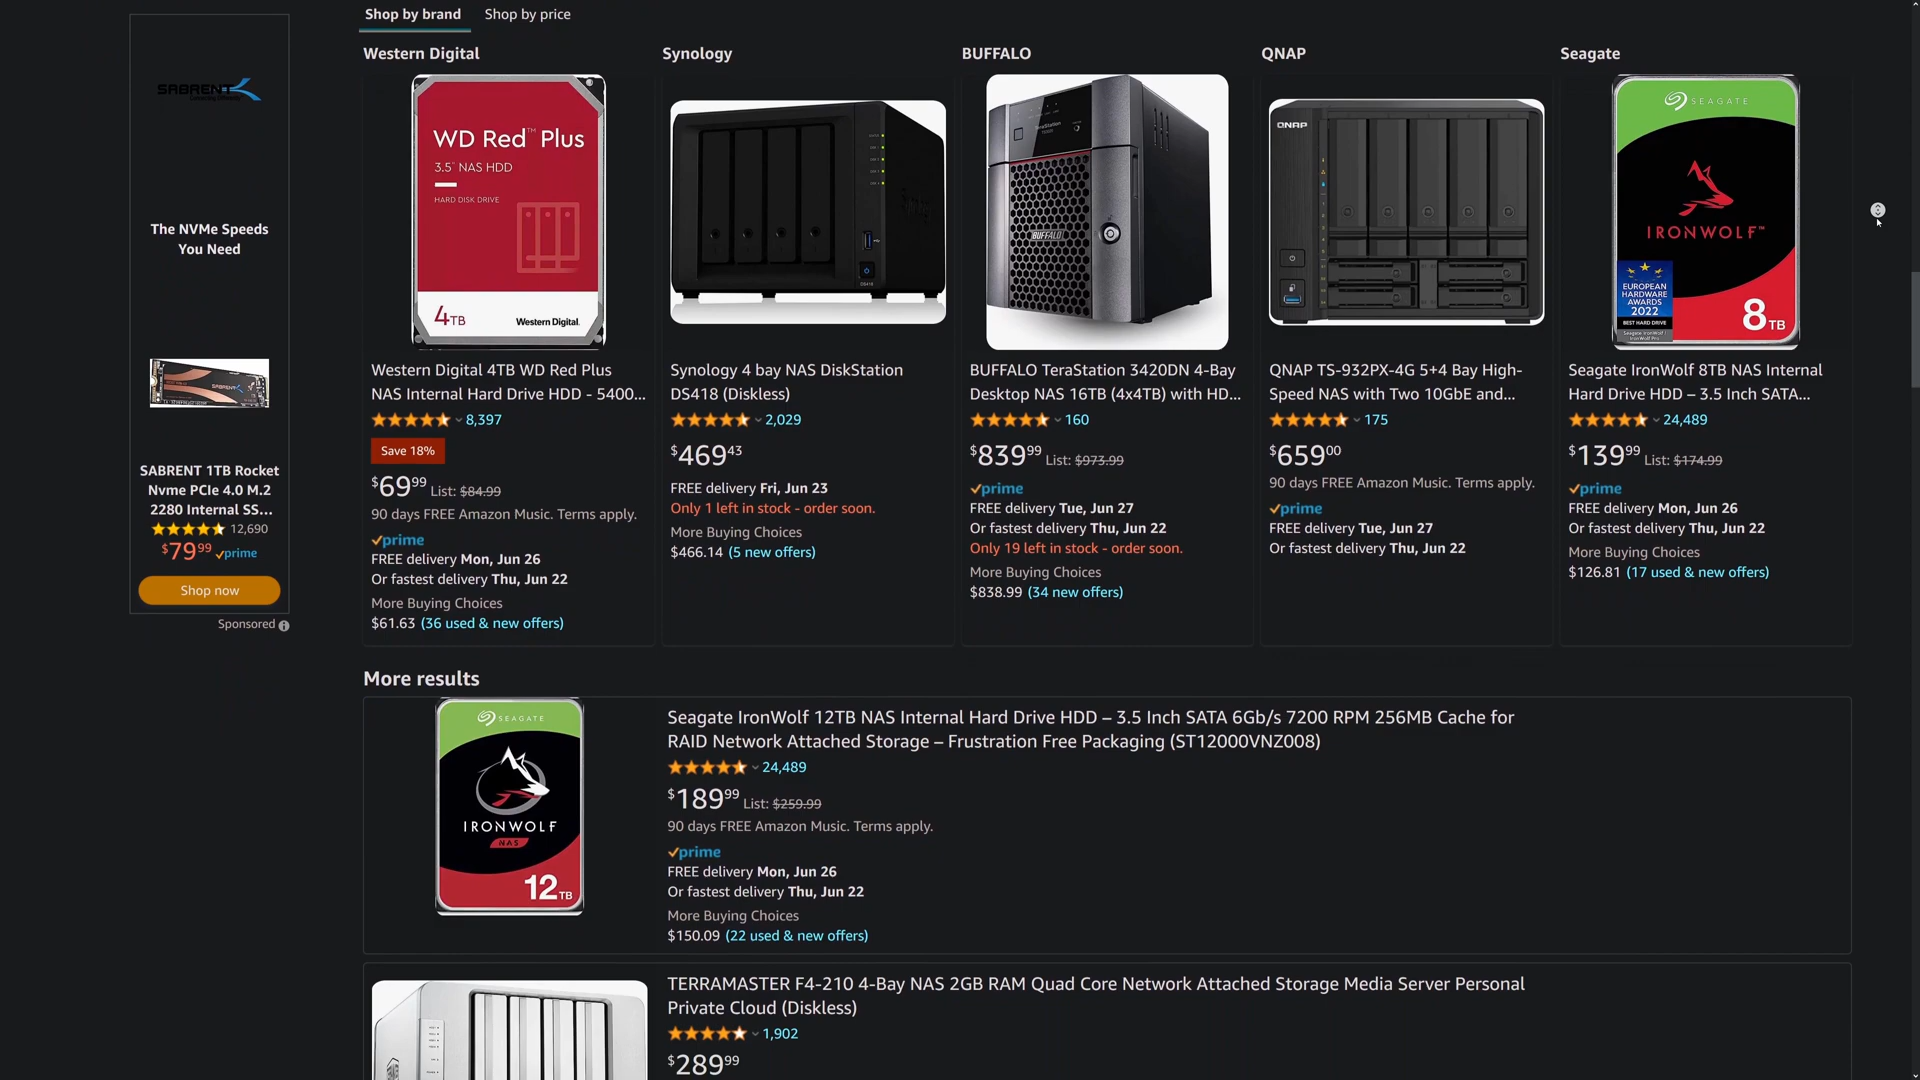 Shop by brand
Shop by price
SABRENT
The NVMe Speeds
You Need
SABRENT 1TB Rocket
Nvme PCIe 4.0 M.2
2280 Internal SS...
12,690
$79.99 prime
Shop now
Sponsored
Western Digital
WD Red™ Plus
3.5" NAS HDD
HARD DISK DRIVE
4TB Western Digital.
Western Digital 4TB WD Red Plus
NAS Internal Hard Drive HDD - 5400...
8,397
Save 18%
$69.99 List: $84.99
90 days FREE Amazon Music. Terms apply.
prime
FREE delivery Mon, Jun 26
Or fastest delivery Thu, Jun 22
More Buying Choices
$61.63 (36 used & new offers)
Synology
DS418
Synology 4 bay NAS DiskStation
DS418 (Diskless)
2,029
$469.43
FREE delivery Fri, Jun 23
Only 1 left in stock - order soon.
More Buying Choices
$466.14 (5 new offers)
BUFFALO
TeraStation
BUFFALO
BUFFALO TeraStation 3420DN 4-Bay
Desktop NAS 16TB (4x4TB) with HD...
160
$839.99 List: $973.99
prime
FREE delivery Tue, Jun 27
Or fastest delivery Thu, Jun 22
Only 19 left in stock - order soon.
More Buying Choices
$838.99 (34 new offers)
QNAP
QNAP
QNAP TS-932PX-4G 5+4 Bay High-
Speed NAS with Two 10GbE and...
175
$659.00
90 days FREE Amazon Music. Terms apply.
prime
FREE delivery Tue, Jun 27
Or fastest delivery Thu, Jun 22
Seagate
SEAGATE
IRONWOLF™
EUROPEAN
HARDWARE
AWARDS
2022
BEST HARD DRIVE
8TB
Seagate IronWolf 8TB NAS Internal
Hard Drive HDD – 3.5 Inch SATA...
24,489
$139.99 List: $174.99
prime
FREE delivery Mon, Jun 26
Or fastest delivery Thu, Jun 22
More Buying Choices
$126.81 (17 used & new offers)
More results
SEAGATE
IRONWOLF
NAS
12TB
Seagate IronWolf 12TB NAS Internal Hard Drive HDD – 3.5 Inch SATA 6Gb/s 7200 RPM 256MB Cache for
RAID Network Attached Storage – Frustration Free Packaging (ST12000VNZ008)
24,489
$189.99 List: $259.99
90 days FREE Amazon Music. Terms apply.
prime
FREE delivery Mon, Jun 26
Or fastest delivery Thu, Jun 22
More Buying Choices
$150.09 (22 used & new offers)
TERRAMASTER F4-210 4-Bay NAS 2GB RAM Quad Core Network Attached Storage Media Server Personal
Private Cloud (Diskless)
1,902
$289.99